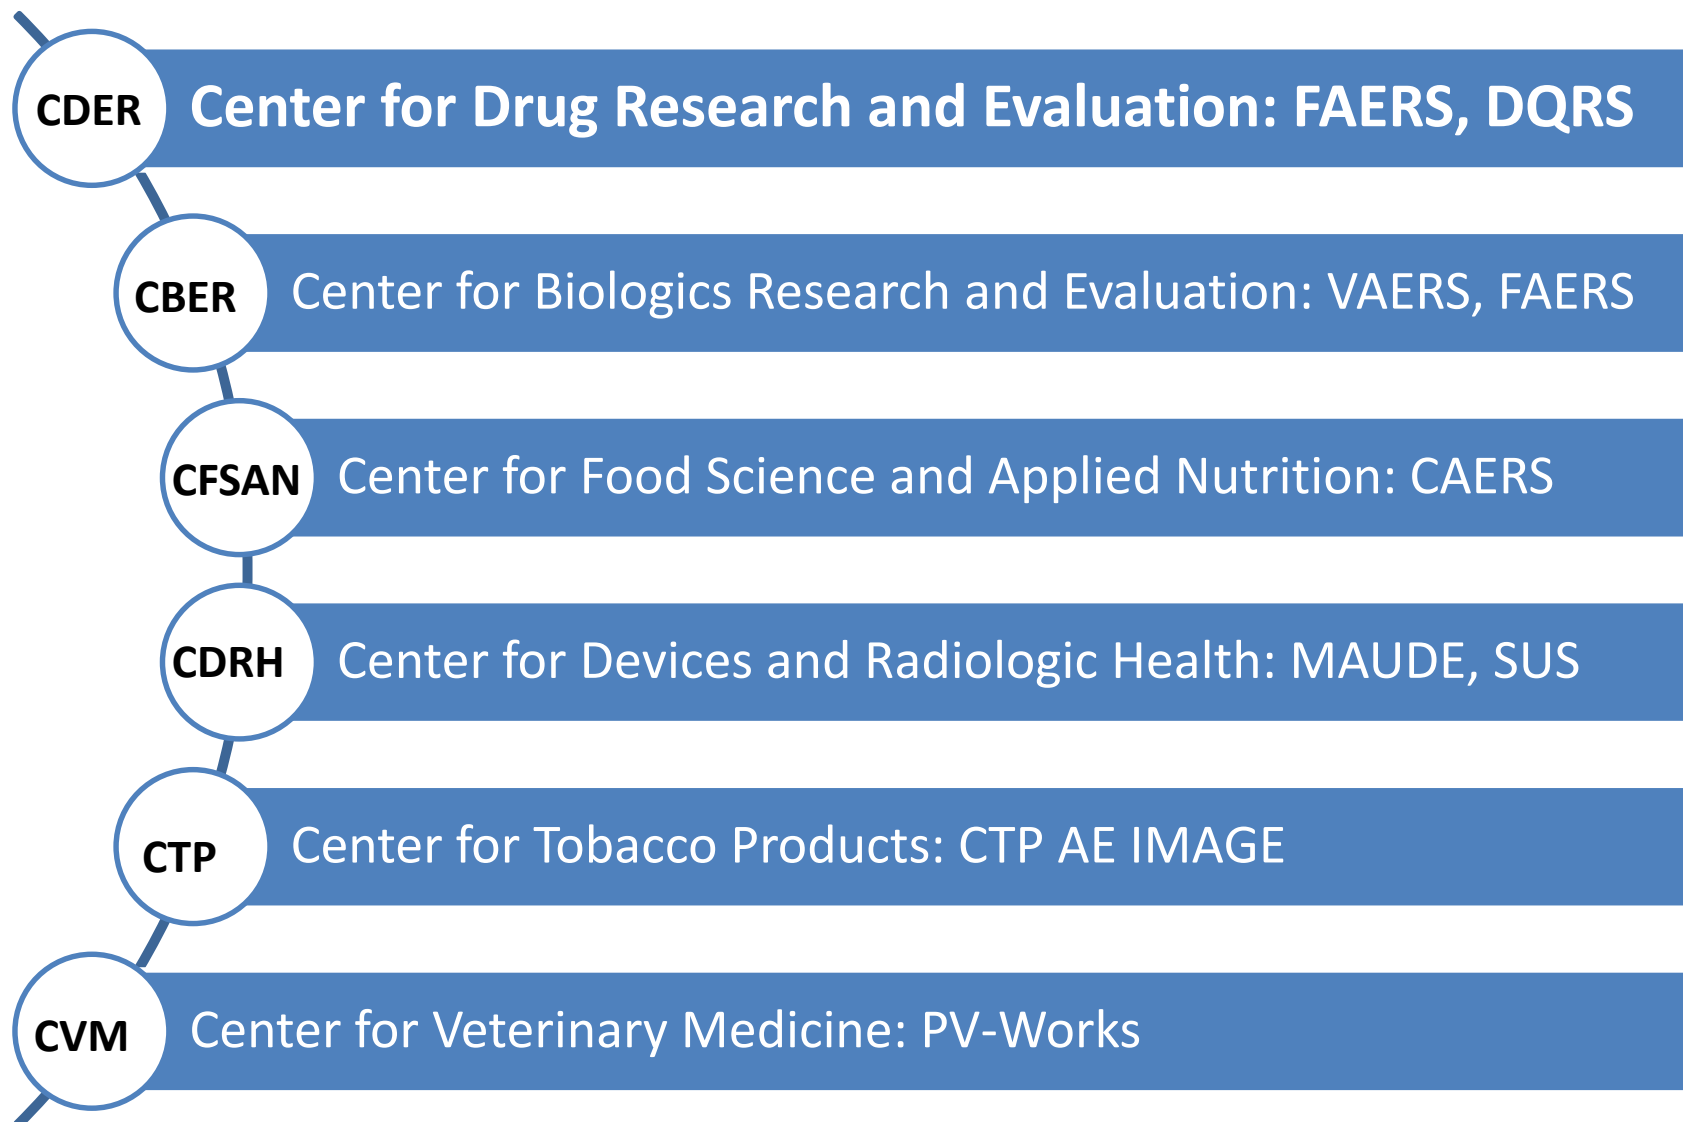 CDER
Center for Drug Research and Evaluation: FAERS, DQRS
CBER
Center for Biologics Research and Evaluation: VAERS, FAERS
CFSAN
Center for Food Science and Applied Nutrition: CAERS
CDRH
Center for Devices and Radiologic Health: MAUDE, SUS
CTP
Center for Tobacco Products: CTP AE IMAGE
CVM
Center for Veterinary Medicine: PV-Works